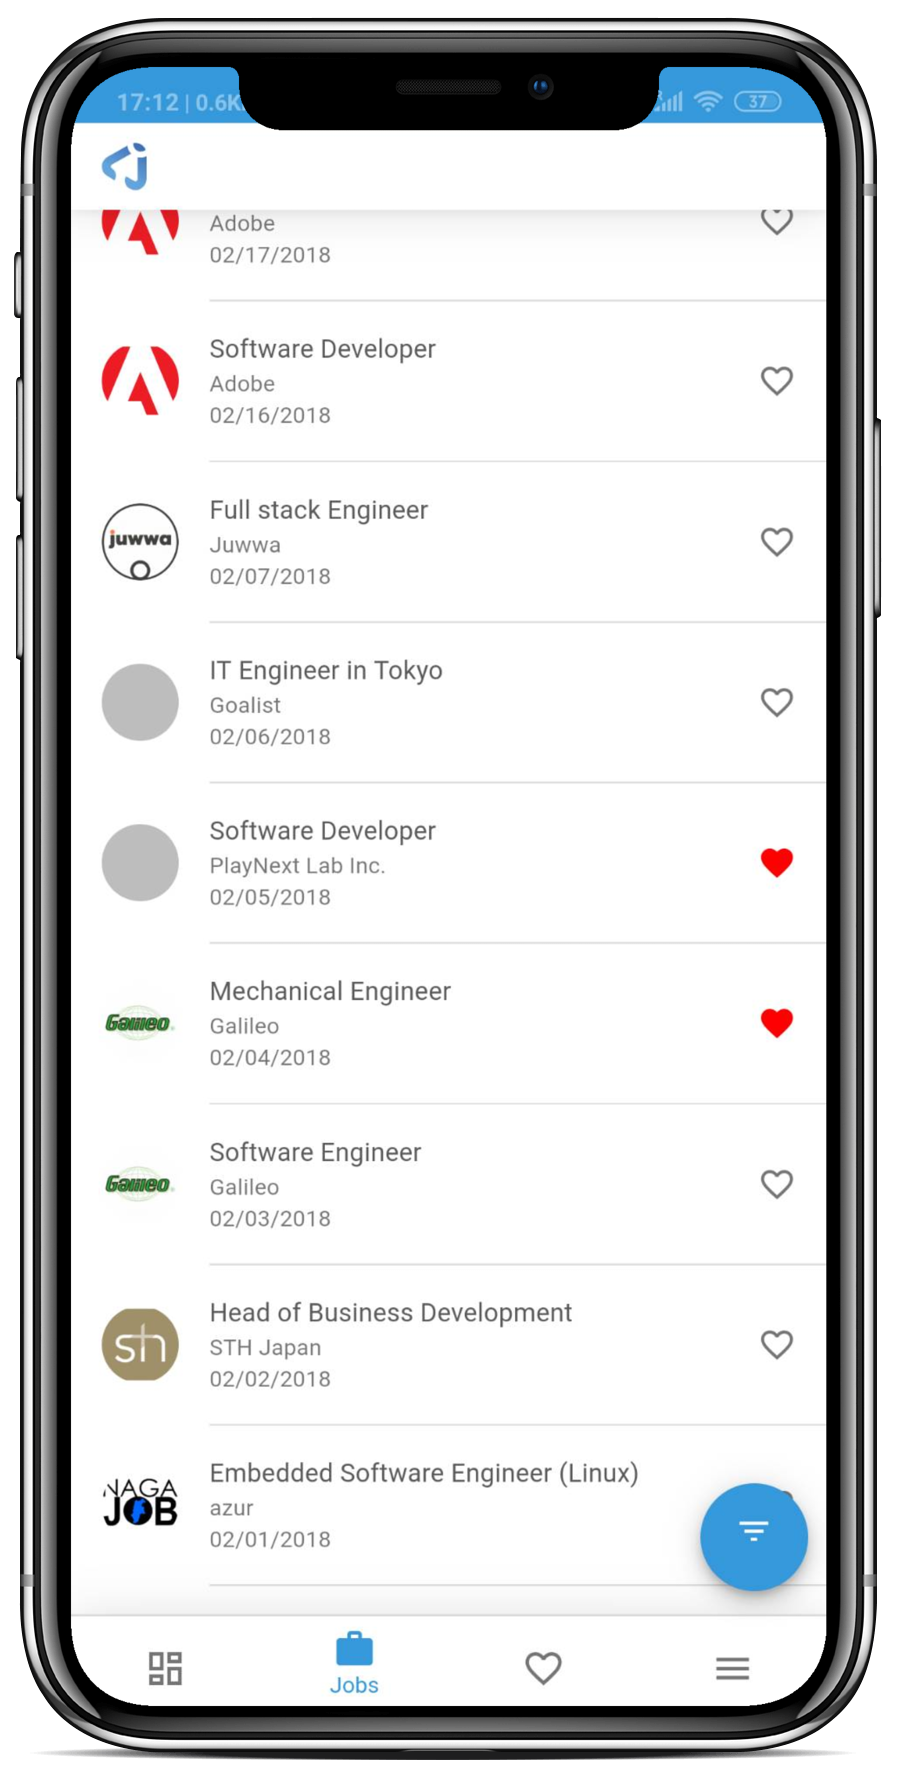 17:12 | 0.6K
37
Adobe
02/17/2018
Software Developer
Adobe
02/16/2018
juwwa
Full stack Engineer
Juwwa
02/07/2018
IT Engineer in Tokyo
Goalist
02/06/2018
Software Developer
PlayNext Lab Inc.
02/05/2018
Mechanical Engineer
Galileo
02/04/2018
Software Engineer
Galileo
02/03/2018
sth
Head of Business Development
STH Japan
02/02/2018
NAGA
JOB
Embedded Software Engineer (Linux)
azur
02/01/2018
Jobs